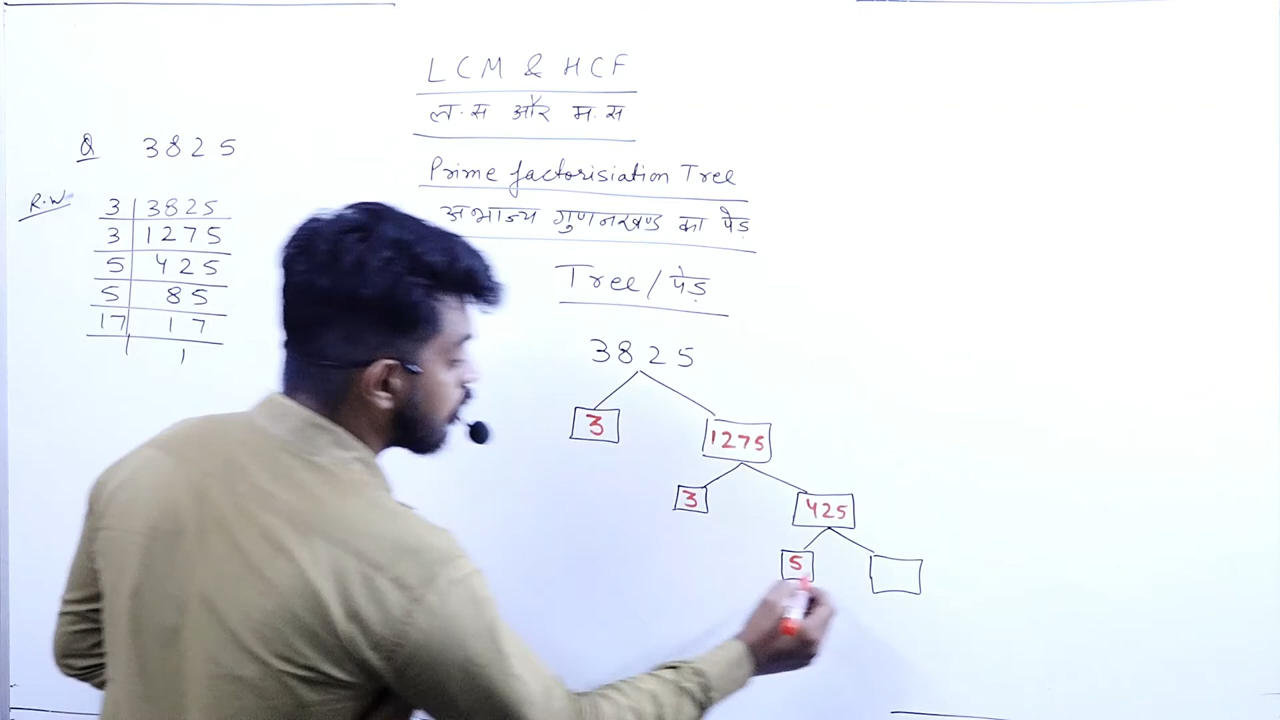 LCM & HCF
ल.स और म.स
Prime factorisiation Tree
अभाज्य गुणनखण्ड का पेड़
Tree/पेड़
Q 3825
R.W
3 3825
3 1275
5 425
5 85
17 17
1
3825
3 1275
3 425
5